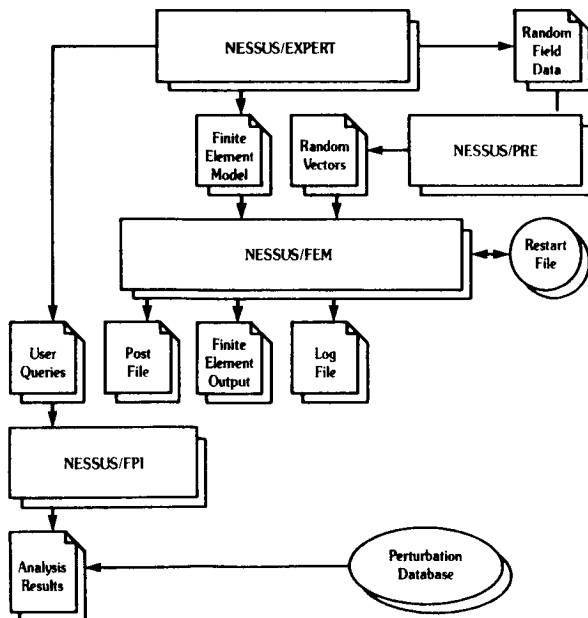 NESSUS/EXPERT
Random
Field
Data
Finite
Element
Model
Random
Vectors
NESSUS/PRE
NESSUS/FEM
Restart
File
User
Queries
Post
File
Finite
Element
Output
Log
File
NESSUS/FPI
Analysis
Results
Perturbation
Database